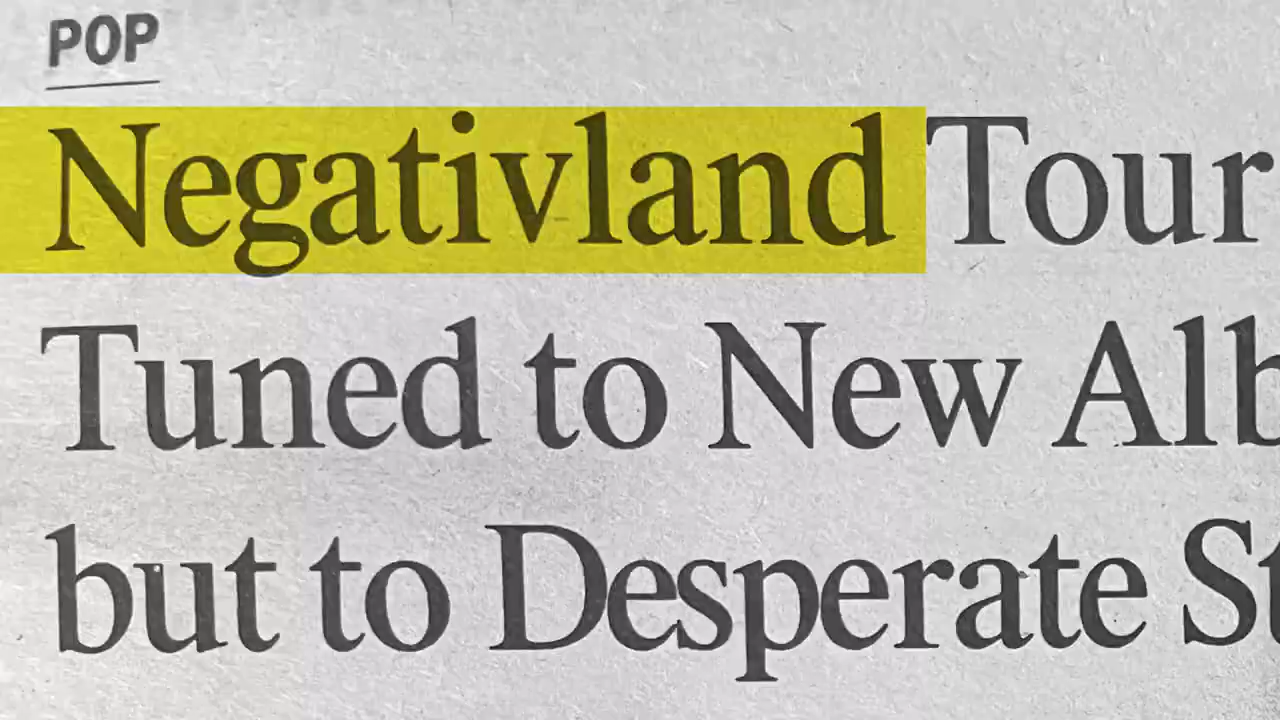 POP
Negativland Tour
Tuned to New Alb
but to Desperate St